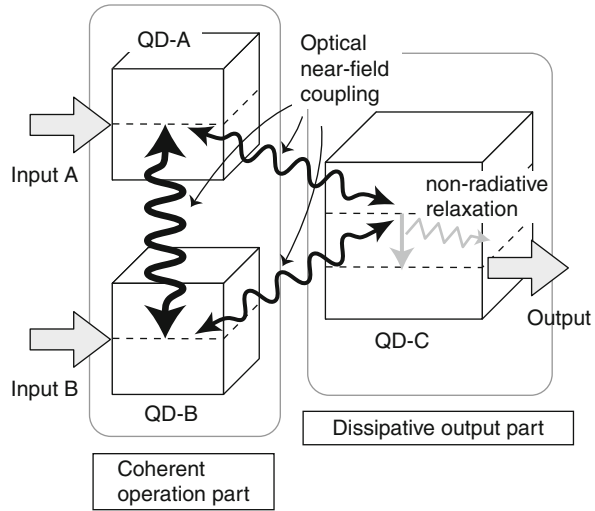 QD-A
Optical
near-field
coupling
Input A
non-radiative
relaxation
Output
QD-C
Input B
QD-B
Dissipative output part
Coherent
operation part